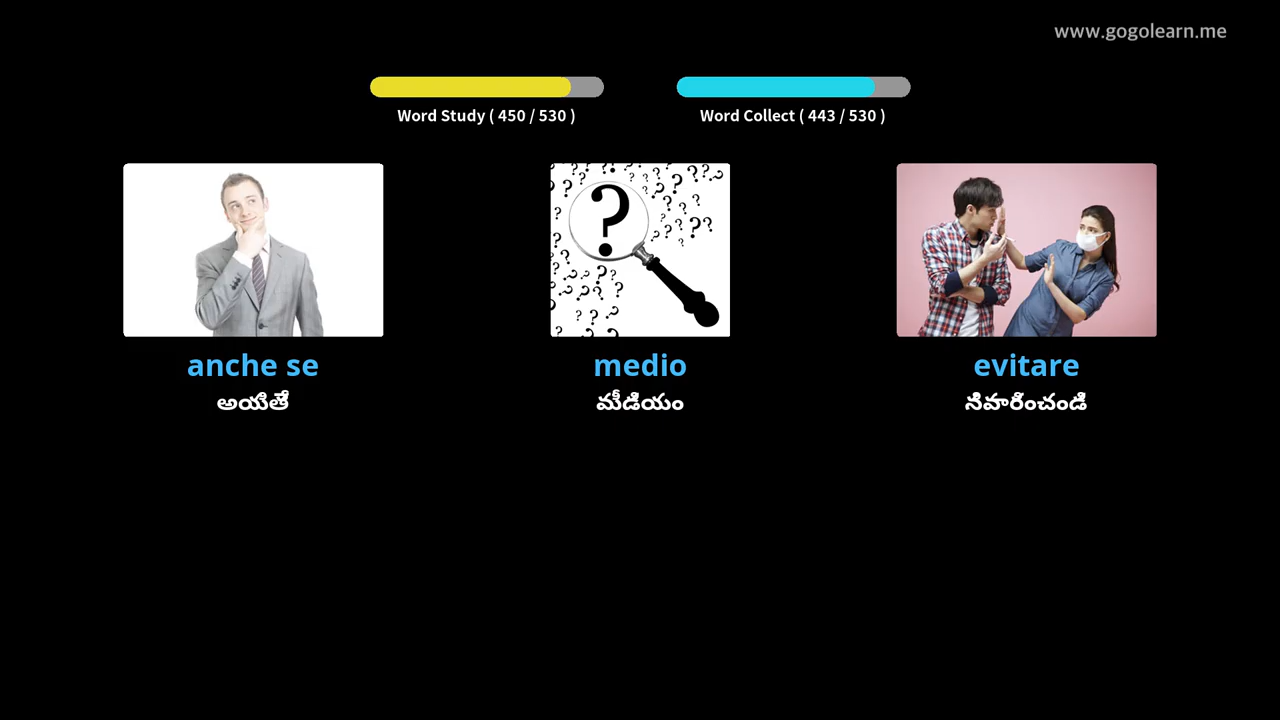 www.gogolearn.me
Word Study ( 450 / 530 )
Word Collect ( 443 / 530 )
anche se
అయితే
medio
మీడియం
evitare
నివారించండి